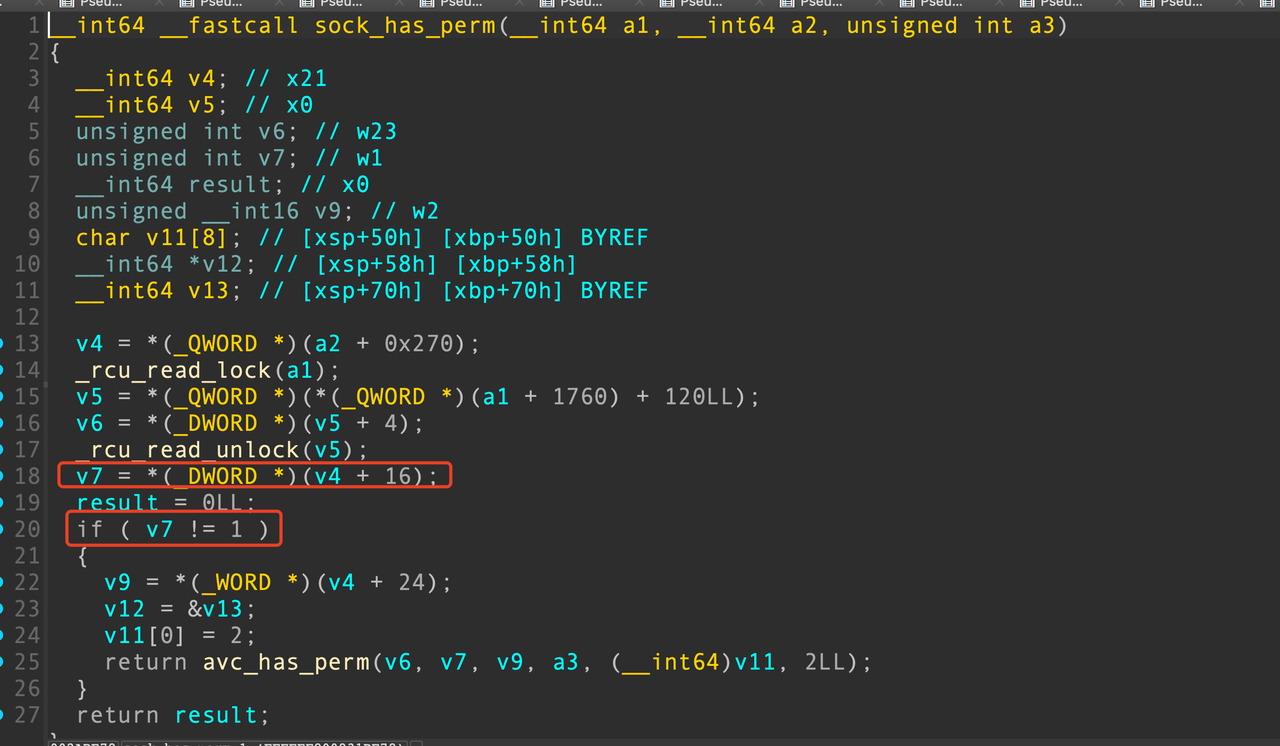 Pseu... Result... Pseu... Pseu... Pseu... Pseu... Pseu... Pseu... Pseu... Pseu...
1 __int64 __fastcall sock_has_perm(__int64 a1, __int64 a2, unsigned int a3)
2 {
3 __int64 v4; // x21
4 __int64 v5; // x0
5 unsigned int v6; // w23
6 unsigned int v7; // w1
7 __int64 result; // x0
8 unsigned __int16 v9; // w2
9 char v11[8]; // [xsp+50h] [xbp+50h] BYREF
10 __int64 *v12; // [xsp+58h] [xbp+58h]
11 __int64 v13; // [xsp+70h] [xbp+70h] BYREF
12
13 v4 = *(_QWORD *)(a2 + 0x270);
14 _rcu_read_lock(a1);
15 v5 = *(_QWORD *)(*(_QWORD *)(a1 + 1760) + 120LL);
16 v6 = *(_DWORD *)(v5 + 4);
17 _rcu_read_unlock(v5);
18 v7 = *(_DWORD *)(v4 + 16);
19 result = 0LL;
20 if ( v7 != 1 )
21 {
22 v9 = *(_WORD *)(v4 + 24);
23 v12 = &v13;
24 v11[0] = 2;
25 return avc_has_perm(v6, v7, v9, a3, (__int64)v11, 2LL);
26 }
27 return result;